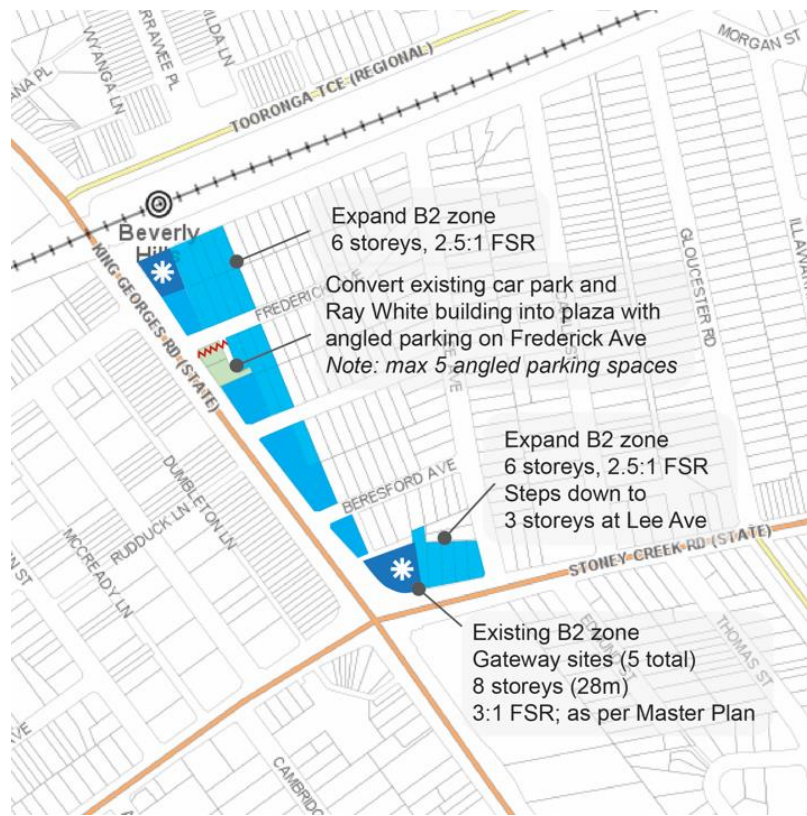 MORGAN ST
WYANGA LN
TOORONGA TCE (REGIONAL)
Beverly
Hills
KING GEORGES RD (STATE)
Expand B2 zone
6 storeys, 2.5:1 FSR
Convert existing car park and
Ray White building into plaza with
angled parking on Frederick Ave
Note: max 5 angled parking spaces
GLOUCESTER RD
Expand B2 zone
6 storeys, 2.5:1 FSR
Steps down to
3 storeys at Lee Ave
BERESFORD AVE
DUMBLETON LN
RUDDUCK LN
MCCREADY LN
STONEY CREEK RD (STATE)
Existing B2 zone
Gateway sites (5 total)
8 storeys (28m)
3:1 FSR; as per Master Plan
THOMAS ST